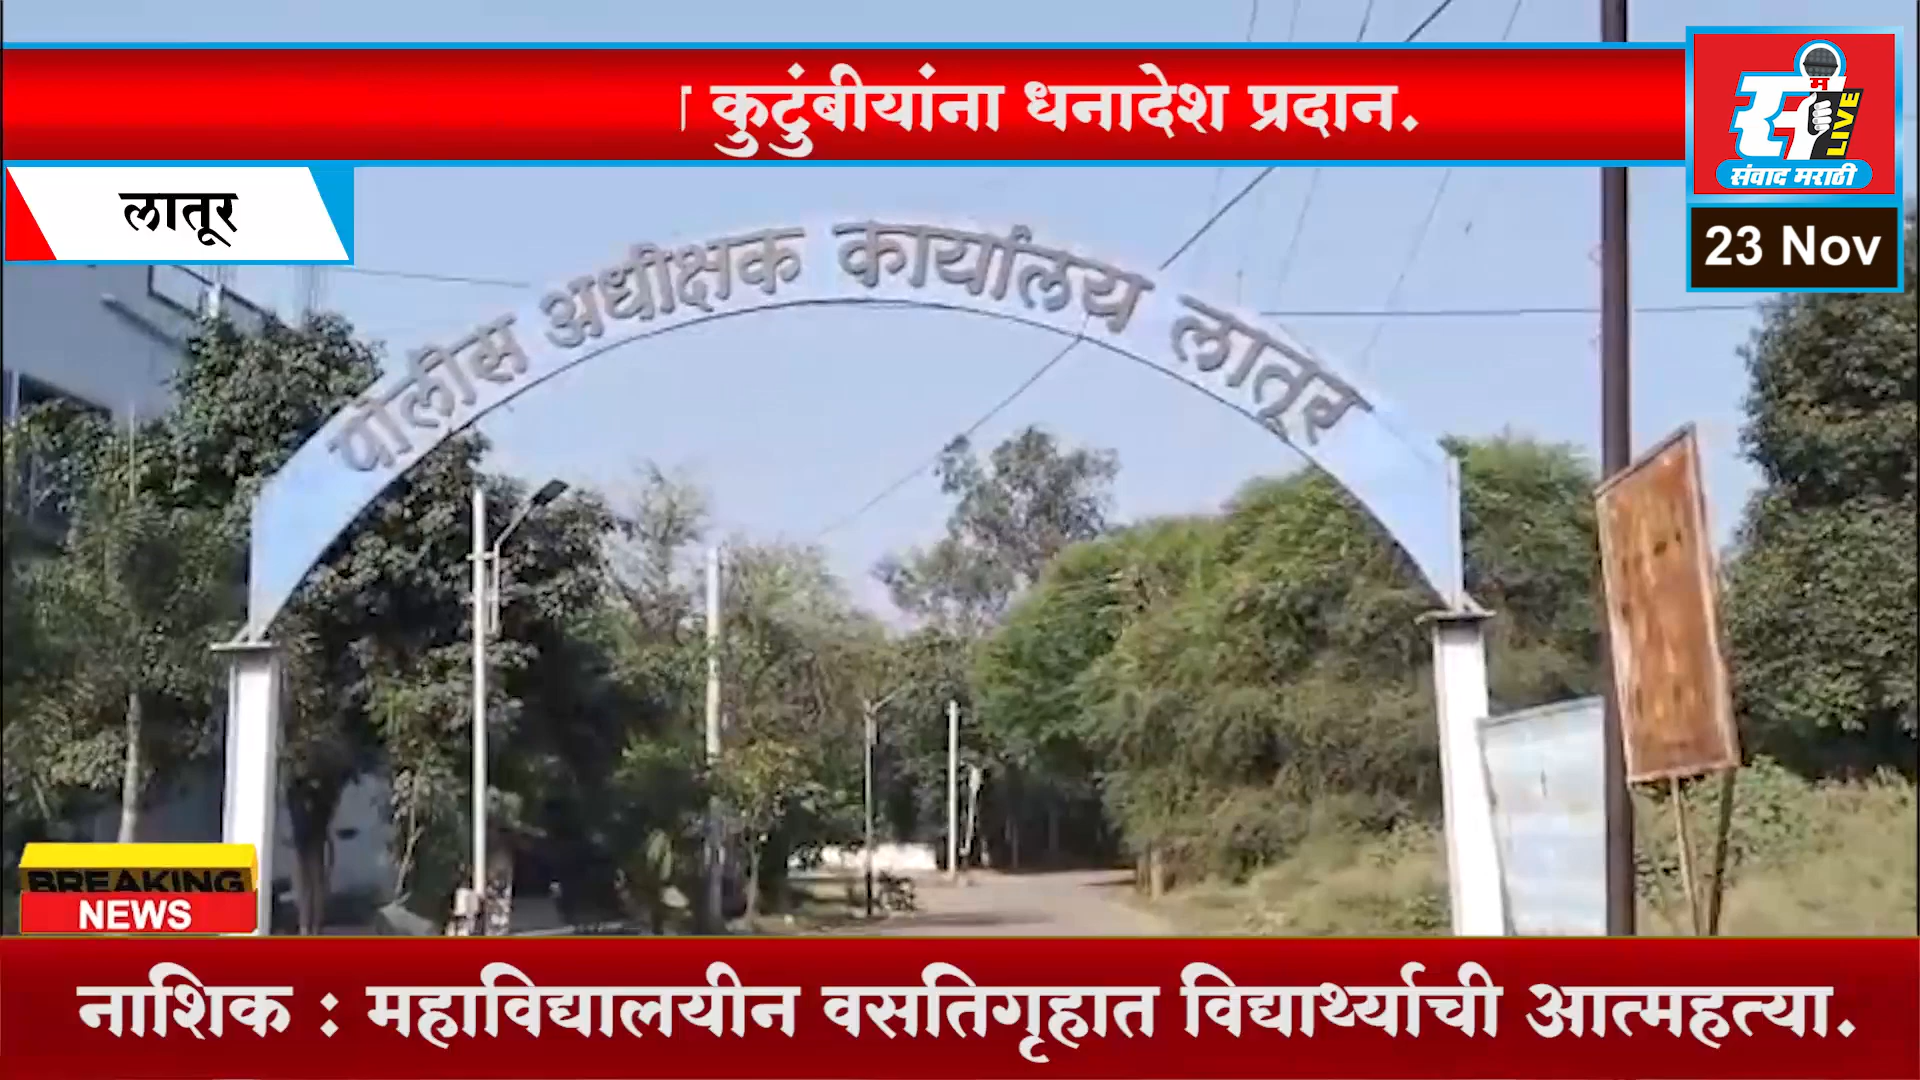 कुटुंबीयांना धनादेश प्रदान.
म
स
LIVE
संवाद मराठी
लातूर
23 Nov
पोलीस अधीक्षक कार्यालय लातूर
BREAKING
NEWS
नाशिक : महाविद्यालयीन वसतिगृहात विद्यार्थ्याची आत्महत्या.